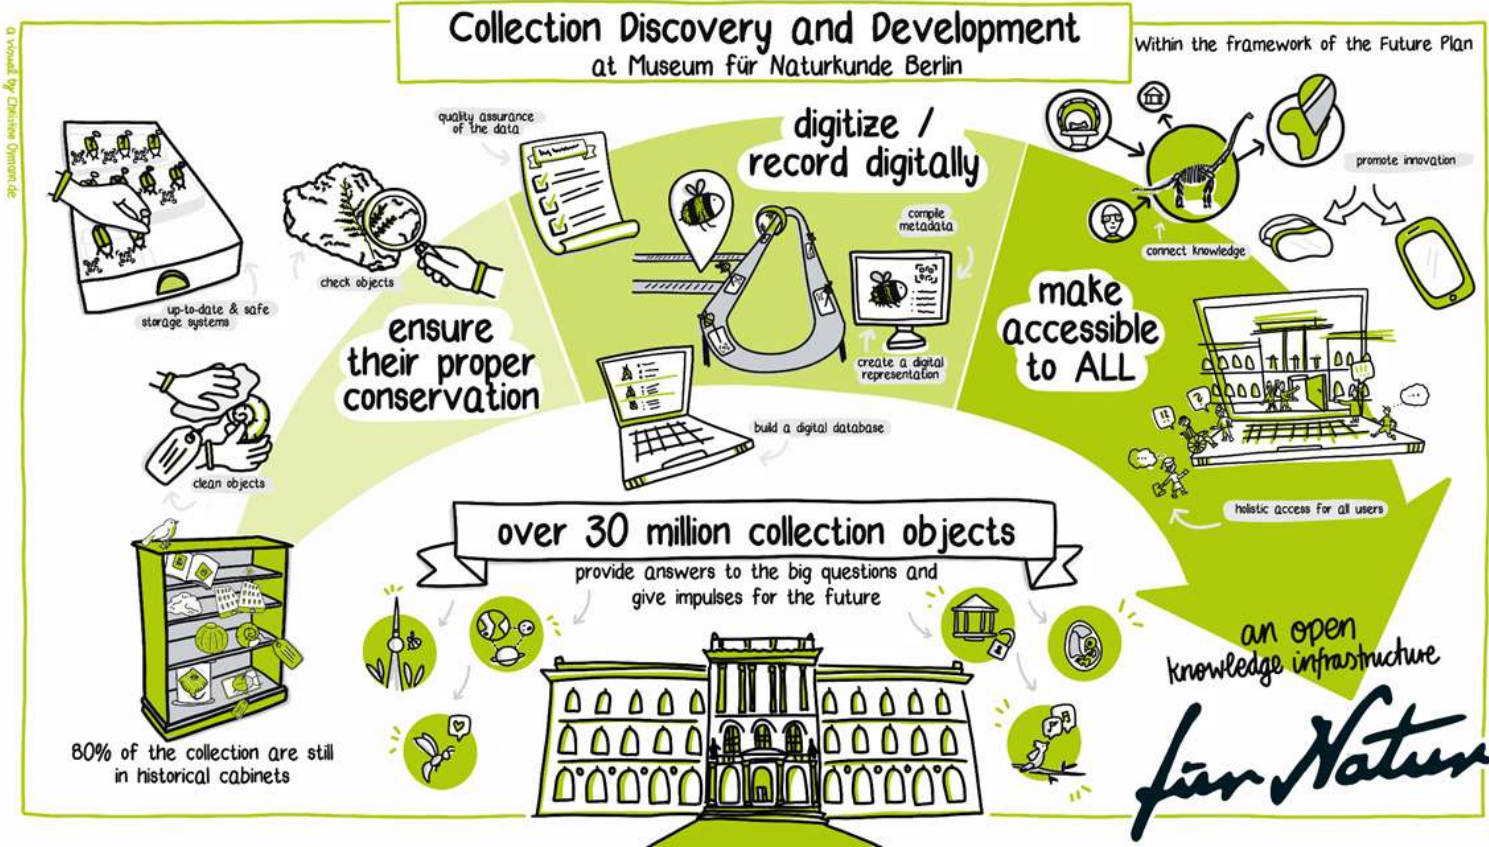 Collection Discovery and Development
at Museum für Naturkunde Berlin
Within the framework of the Future Plan
a visual by Christine Oymann.de
quality assurance
of the data
digitize /
record digitally
compile
metadata
create a digital
representation
build a digital database
up-to-date & safe
storage systems
check objects
clean objects
ensure
their proper
conservation
80% of the collection are still
in historical cabinets
promote innovation
connect knowledge
make
accessible
to ALL
holistic access for all users
over 30 million collection objects
provide answers to the big questions and
give impulses for the future
an open
knowledge infrastructure
für Natur